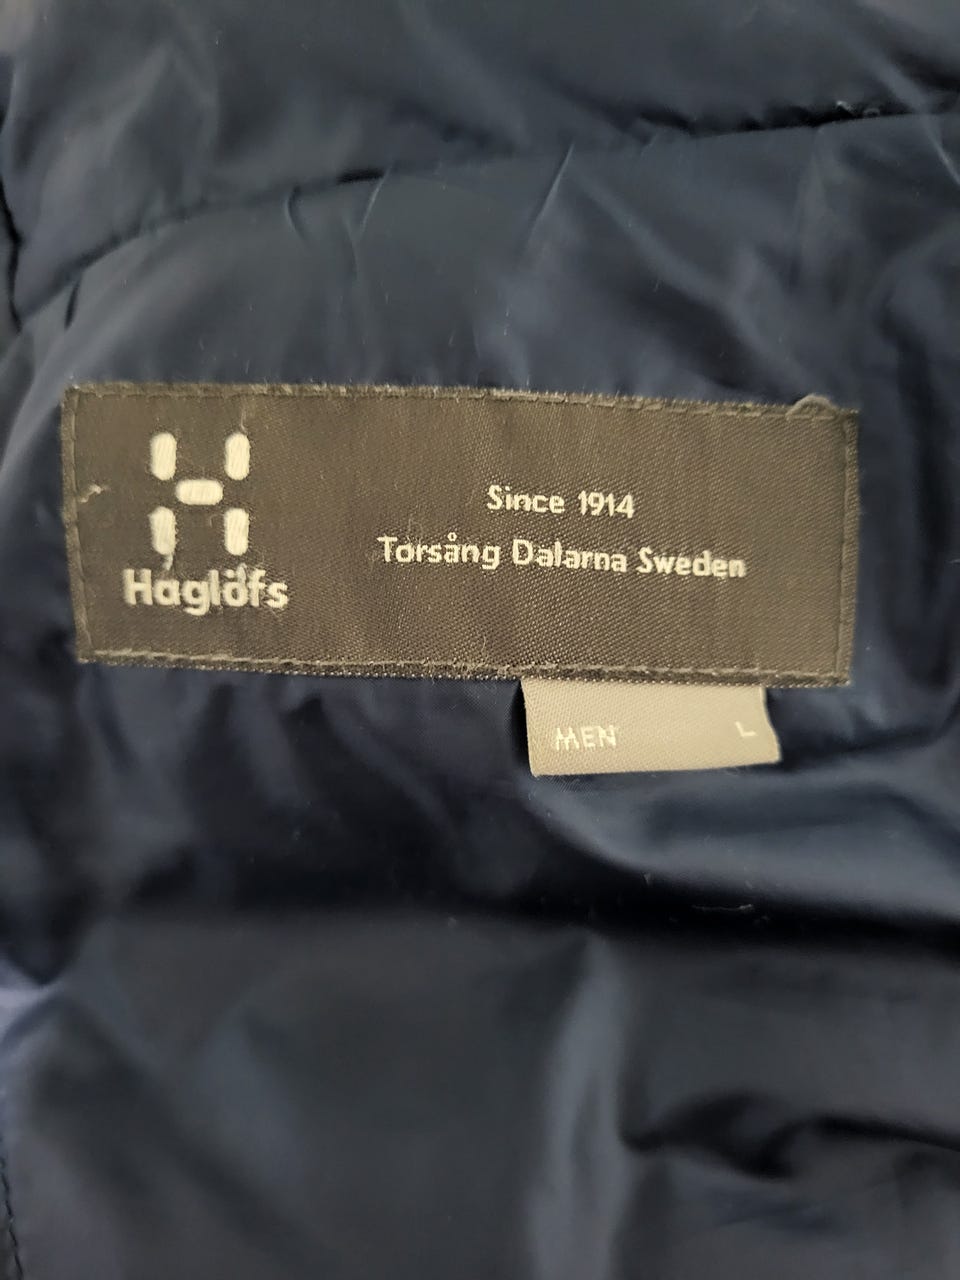 Haglöfs
Since 1914
Torsång Dalarna Sweden
MEN L